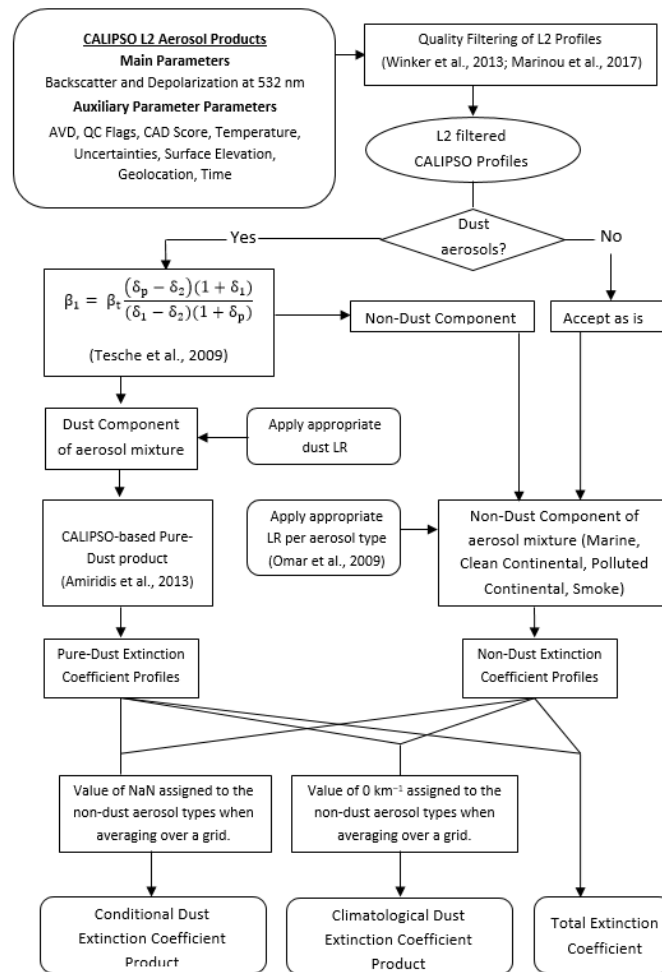 CALIPSO L2 Aerosol Products
Main Parameters
Backscatter and Depolarization at 532 nm
Auxiliary Parameter Parameters
AVD, QC Flags, CAD Score, Temperature,
Uncertainties, Surface Elevation,
Geolocation, Time
Quality Filtering of L2 Profiles
(Winker et al., 2013; Marinou et al., 2017)
L2 filtered
CALIPSO Profiles
Dust
aerosols?
Yes
No
β₁ = βₜ (δₚ − δ₂)(1 + δ₁) / (δ₁ − δ₂)(1 + δₚ)
(Tesche et al., 2009)
Non-Dust Component
Accept as is
Dust Component
of aerosol mixture
Apply appropriate
dust LR
CALIPSO-based Pure-
Dust product
(Amiridis et al., 2013)
Apply appropriate
LR per aerosol type
(Omar et al., 2009)
Non-Dust Component of
aerosol mixture (Marine,
Clean Continental, Polluted
Continental, Smoke)
Pure-Dust Extinction
Coefficient Profiles
Non-Dust Extinction
Coefficient Profiles
Value of NaN assigned to the
non-dust aerosol types when
averaging over a grid.
Value of 0 km⁻¹ assigned to the
non-dust aerosol types when
averaging over a grid.
Conditional Dust
Extinction Coefficient
Product
Climatological Dust
Extinction Coefficient
Product
Total Extinction
Coefficient